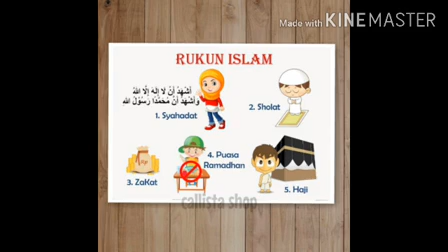 Made with KINEMASTER
RUKUN ISLAM
أَشْهَدُ أَنْ لَا إِلَهَ إِلَّا اللهُ
وَأَشْهَدُ أَنَّ مُحَمَّدًا رَسُوْلُ اللهِ
1. Syahadat
2. Sholat
3. ZaKat
4. Puasa
Ramadhan
5. Haji
callista shop